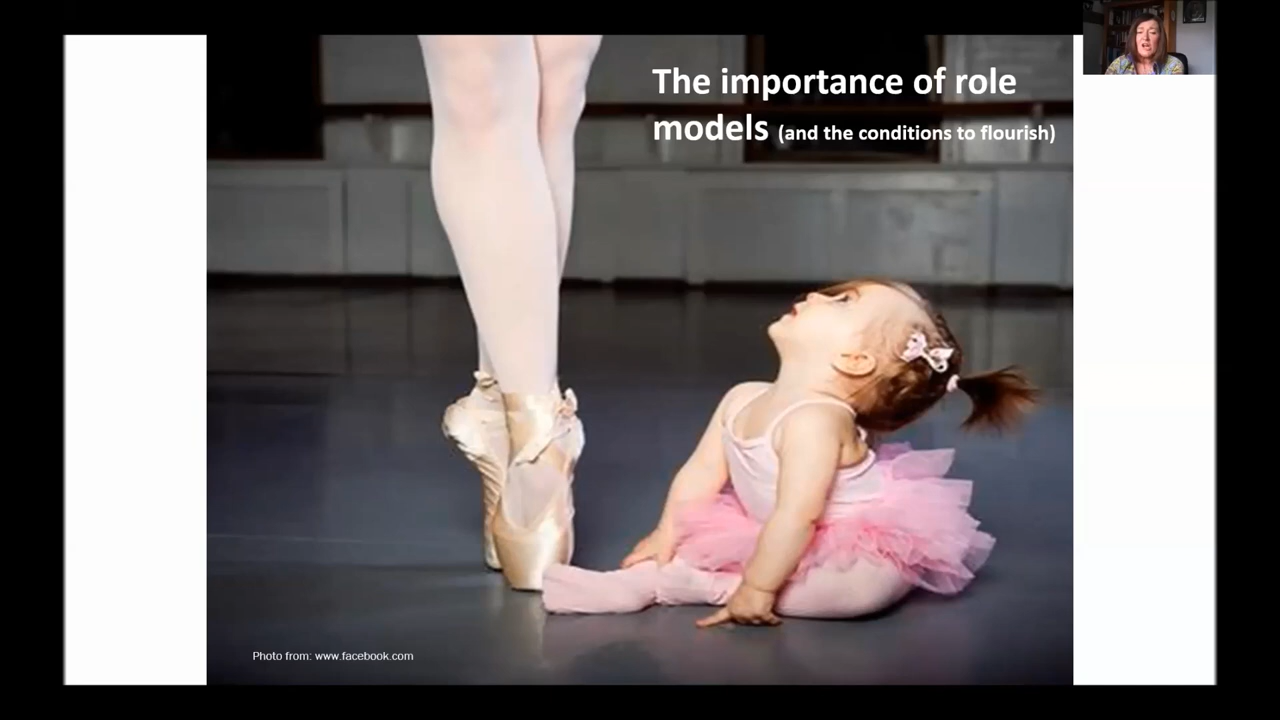 The importance of role
models (and the conditions to flourish)
Photo from: www.facebook.com